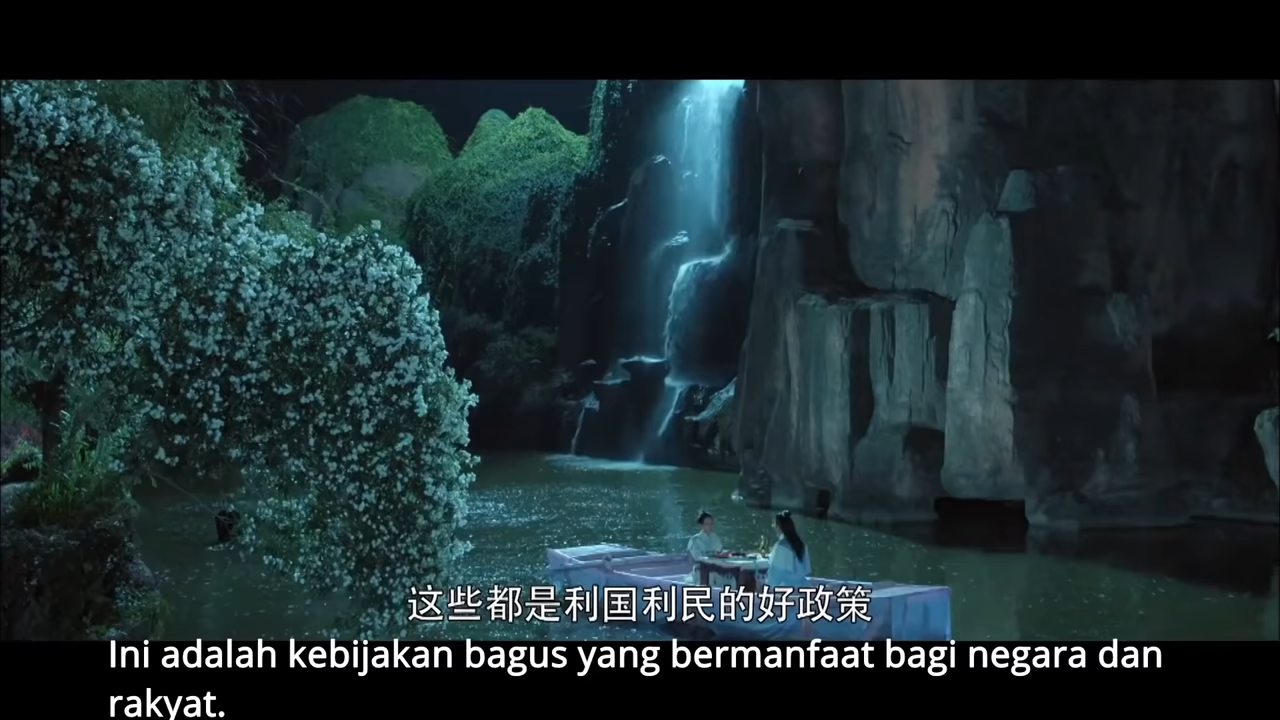 这些都是利国利民的好政策
Ini adalah kebijakan bagus yang bermanfaat bagi negara dan
rakyat.